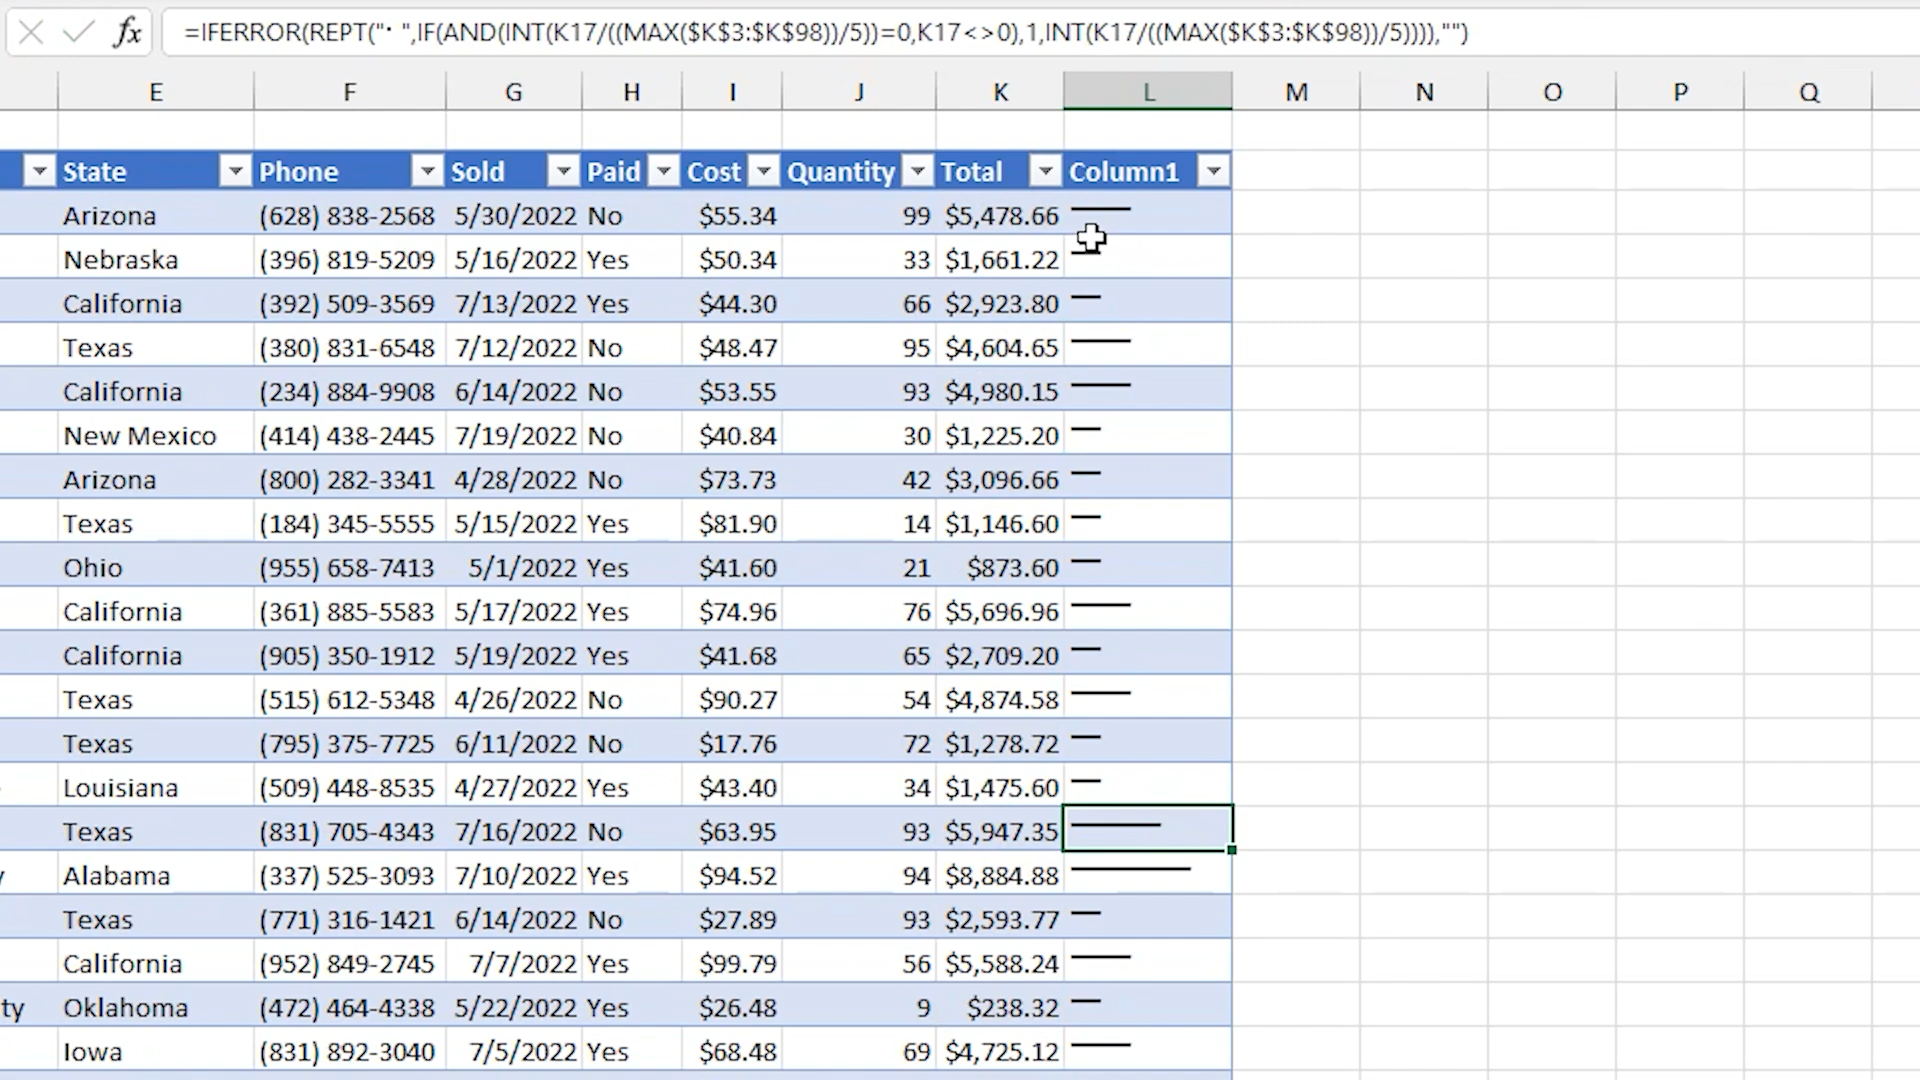 fx =IFERROR(REPT("· ",IF(AND(INT(K17/((MAX($K$3:$K$98))/5))=0,K17<>0),1,INT(K17/((MAX($K$3:$K$98))/5)))),"")
E F G H I J K L M N O P Q
State Phone Sold Paid Cost Quantity Total Column1
Arizona (628) 838-2568 5/30/2022 No $55.34 99 $5,478.66
Nebraska (396) 819-5209 5/16/2022 Yes $50.34 33 $1,661.22
California (392) 509-3569 7/13/2022 Yes $44.30 66 $2,923.80
Texas (380) 831-6548 7/12/2022 No $48.47 95 $4,604.65
California (234) 884-9908 6/14/2022 No $53.55 93 $4,980.15
New Mexico (414) 438-2445 7/19/2022 No $40.84 30 $1,225.20
Arizona (800) 282-3341 4/28/2022 No $73.73 42 $3,096.66
Texas (184) 345-5555 5/15/2022 Yes $81.90 14 $1,146.60
Ohio (955) 658-7413 5/1/2022 Yes $41.60 21 $873.60
California (361) 885-5583 5/17/2022 Yes $74.96 76 $5,696.96
California (905) 350-1912 5/19/2022 Yes $41.68 65 $2,709.20
Texas (515) 612-5348 4/26/2022 No $90.27 54 $4,874.58
Texas (795) 375-7725 6/11/2022 No $17.76 72 $1,278.72
Louisiana (509) 448-8535 4/27/2022 Yes $43.40 34 $1,475.60
Texas (831) 705-4343 7/16/2022 No $63.95 93 $5,947.35
Alabama (337) 525-3093 7/10/2022 Yes $94.52 94 $8,884.88
Texas (771) 316-1421 6/14/2022 No $27.89 93 $2,593.77
California (952) 849-2745 7/7/2022 Yes $99.79 56 $5,588.24
ty Oklahoma (472) 464-4338 5/22/2022 Yes $26.48 9 $238.32
Iowa (831) 892-3040 7/5/2022 Yes $68.48 69 $4,725.12